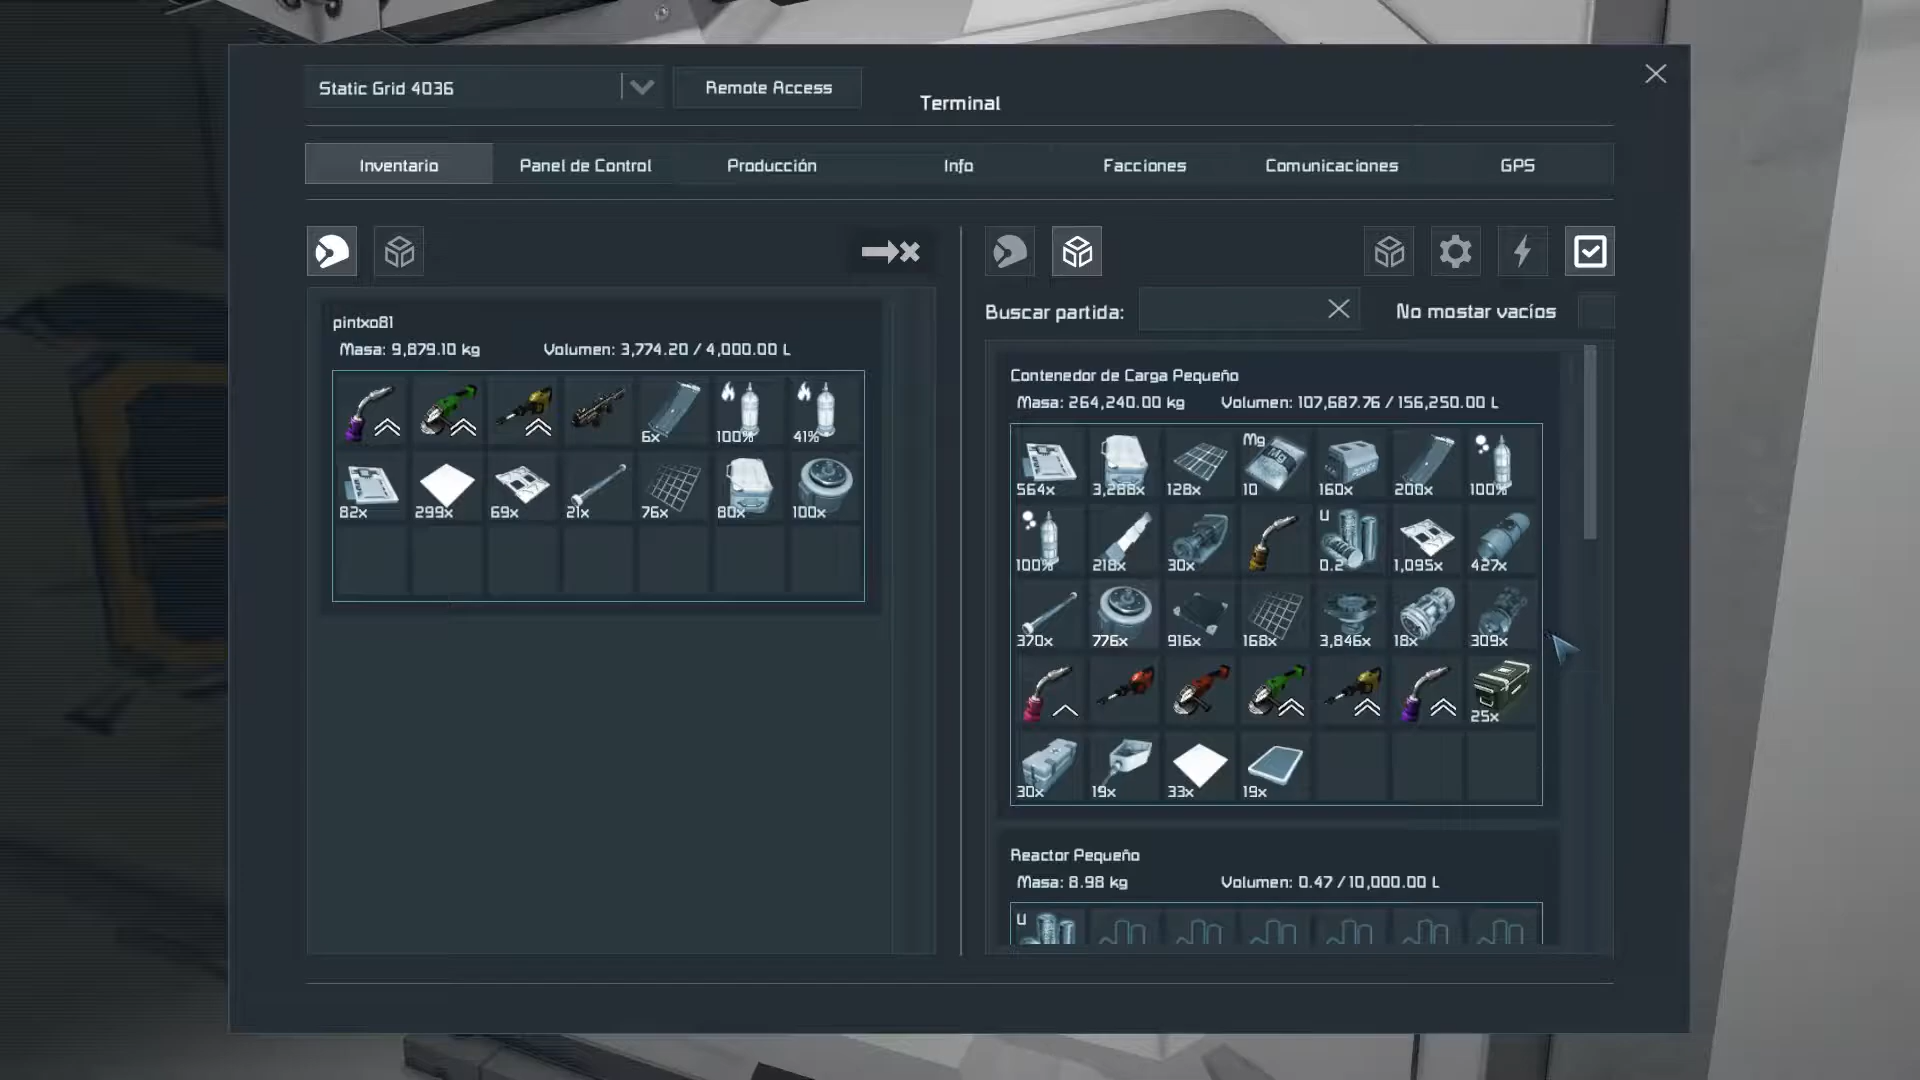 Static Grid 4036
Remote Access
Terminal
Inventario
Panel de Control
Producción
Info
Facciones
Comunicaciones
GPS
Buscar partida:
No mostar vacíos
pintxo81
Masa: 9,879.10 kg
Volumen: 3,774.20 / 4,000.00 L
6x
100%
41%
82x
299x
69x
21x
76x
80x
100x
Contenedor de Carga Pequeño
Masa: 264,240.00 kg
Volumen: 107,687.76 / 156,250.00 L
Mg
Mg
POWER
564x
3,288x
128x
10
160x
200x
100%
U
100%
218x
30x
0.2
1,095x
427x
370x
776x
916x
168x
3,846x
18x
309x
25x
30x
19x
33x
19x
Reactor Pequeño
Masa: 8.98 kg
Volumen: 0.47 / 10,000.00 L
U